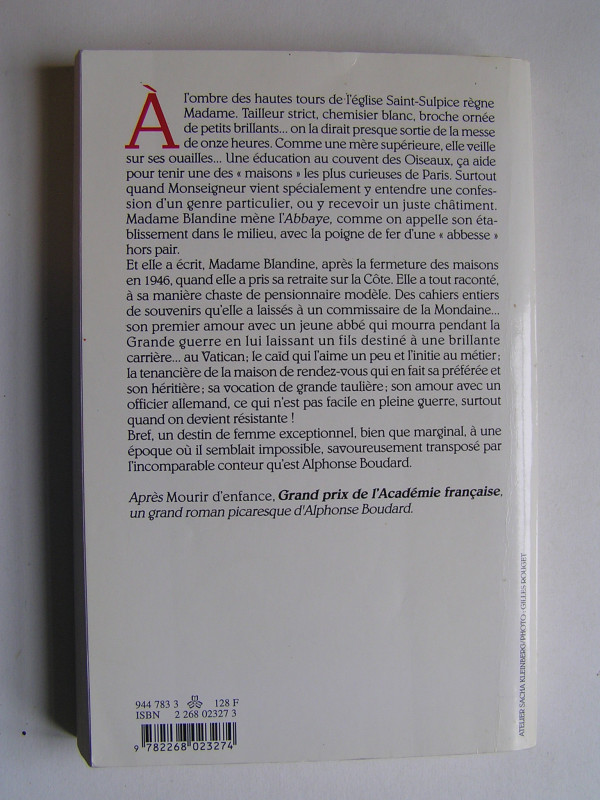 À l'ombre des hautes tours de l'église Saint-Sulpice règne
Madame. Tailleur strict, chemisier blanc, broche ornée
de petits brillants... on la dirait presque sortie de la messe
de onze heures. Comme une mère supérieure, elle veille
sur ses ouailles... Une éducation au couvent des Oiseaux, ça aide
pour tenir une des « maisons » les plus curieuses de Paris. Surtout
quand Monseigneur vient spécialement y entendre une confes-
sion d'un genre particulier, ou y recevoir un juste châtiment.
Madame Blandine mène l'Abbaye, comme on appelle son éta-
blissement dans le milieu, avec la poigne de fer d'une « abbesse »
hors pair.
Et elle a écrit, Madame Blandine, après la fermeture des maisons
en 1946, quand elle a pris sa retraite sur la Côte. Elle a tout raconté,
à sa manière chaste de pensionnaire modèle. Des cahiers entiers
de souvenirs qu'elle a laissés à un commissaire de la Mondaine...
son premier amour avec un jeune abbé qui mourra pendant la
Grande guerre en lui laissant un fils destiné à une brillante
carrière... au Vatican ; le caïd qui l'aime un peu et l'initie au métier ;
la tenancière de la maison de rendez-vous qui en fait sa préférée et
son héritière ; sa vocation de grande taulière ; son amour avec un
officier allemand, ce qui n'est pas facile en pleine guerre, surtout
quand on devient résistante !
Bref, un destin de femme exceptionnel, bien que marginal, à une
époque où il semblait impossible, savoureusement transposé par
l'incomparable conteur qu'est Alphonse Boudard.
Après Mourir d'enfance, Grand prix de l'Académie française,
un grand roman picaresque d'Alphonse Boudard.
944 783 3 128 F
ISBN 2 268 02327 3
9 782268 023274
ATELIER SACHA KLEINBERG/PHOTO : GILLES ROUGET